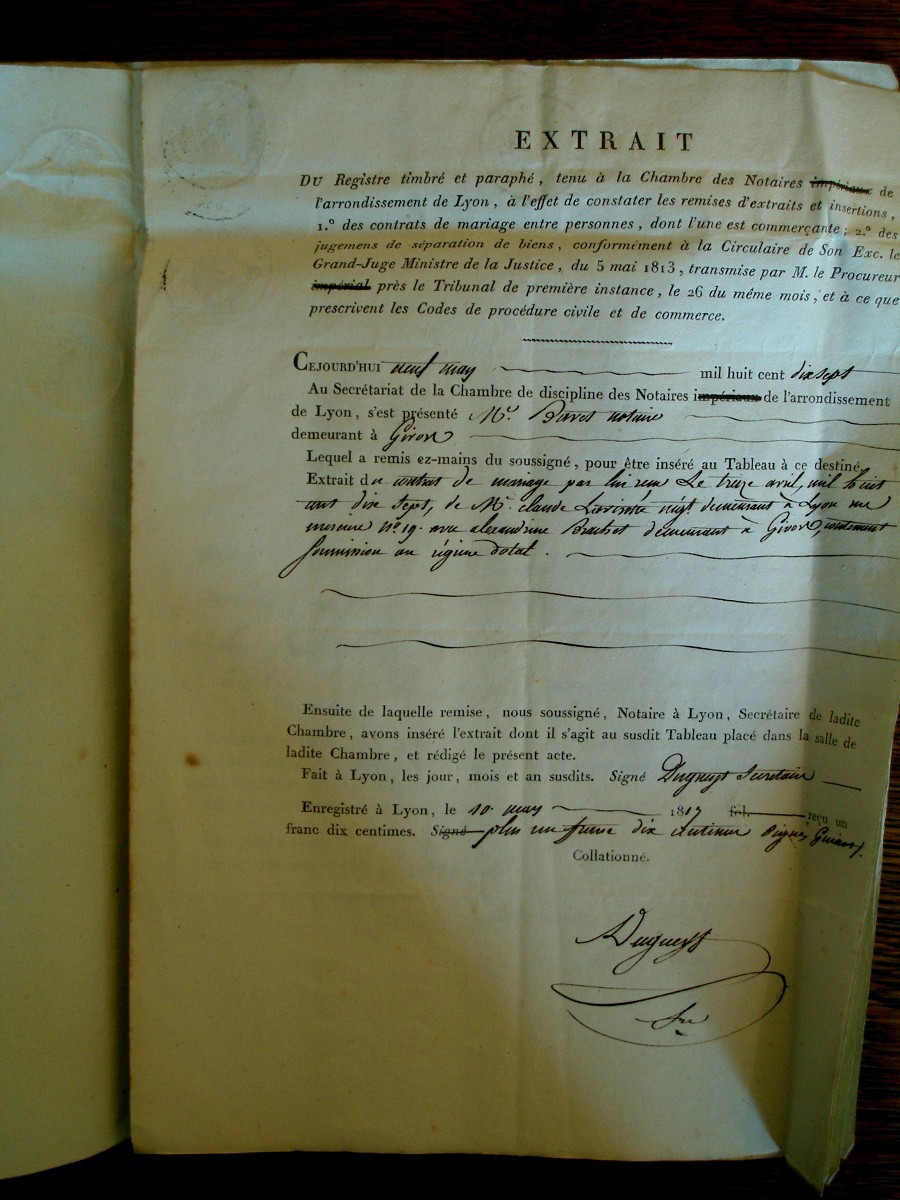 EXTRAIT
DU Registre timbré et paraphé, tenu à la Chambre des Notaires impériaux de
l'arrondissement de Lyon, à l'effet de constater les remises d'extraits et insertions,
1.º des contrats de mariage entre personnes, dont l'une est commerçante; 2.º des
jugemens de séparation de biens, conformément à la Circulaire de Son Exc. le
Grand-Juge Ministre de la Justice, du 5 mai 1813, transmise par M. le Procureur
impérial près le Tribunal de première instance, le 26 du même mois, et à ce que
prescrivent les Codes de procédure civile et de commerce.
CEJOURD'HUI neuf may mil huit cent dix sept
Au Secrétariat de la Chambre de discipline des Notaires impériaux de l'arrondissement
de Lyon, s'est présenté Me. notaire
demeurant à Givors
Lequel a remis ez-mains du soussigné, pour être inséré au Tableau à ce destiné,
Extrait du contrat de mariage par lui reçu Le treize avril, mil huit
cent dix sept, de Mr. claude négt. demeurant à Lyon rue
mercière nº 19. avec alexandrine demeurant à Givors, contenant
soumission au régime dotal.
Ensuite de laquelle remise, nous soussigné, Notaire à Lyon, Secrétaire de ladite
Chambre, avons inséré l'extrait dont il s'agit au susdit Tableau placé dans la salle de
ladite Chambre, et rédigé le présent acte.
Fait à Lyon, les jour, mois et an susdits. Signé Dugueyt Secrétaire
Enregistré à Lyon, le 10. may 1817 fol. reçu un
franc dix centimes. Signé plus un franc dix centimes signé Guinot.
Collationné.
Dugueyt
Sre